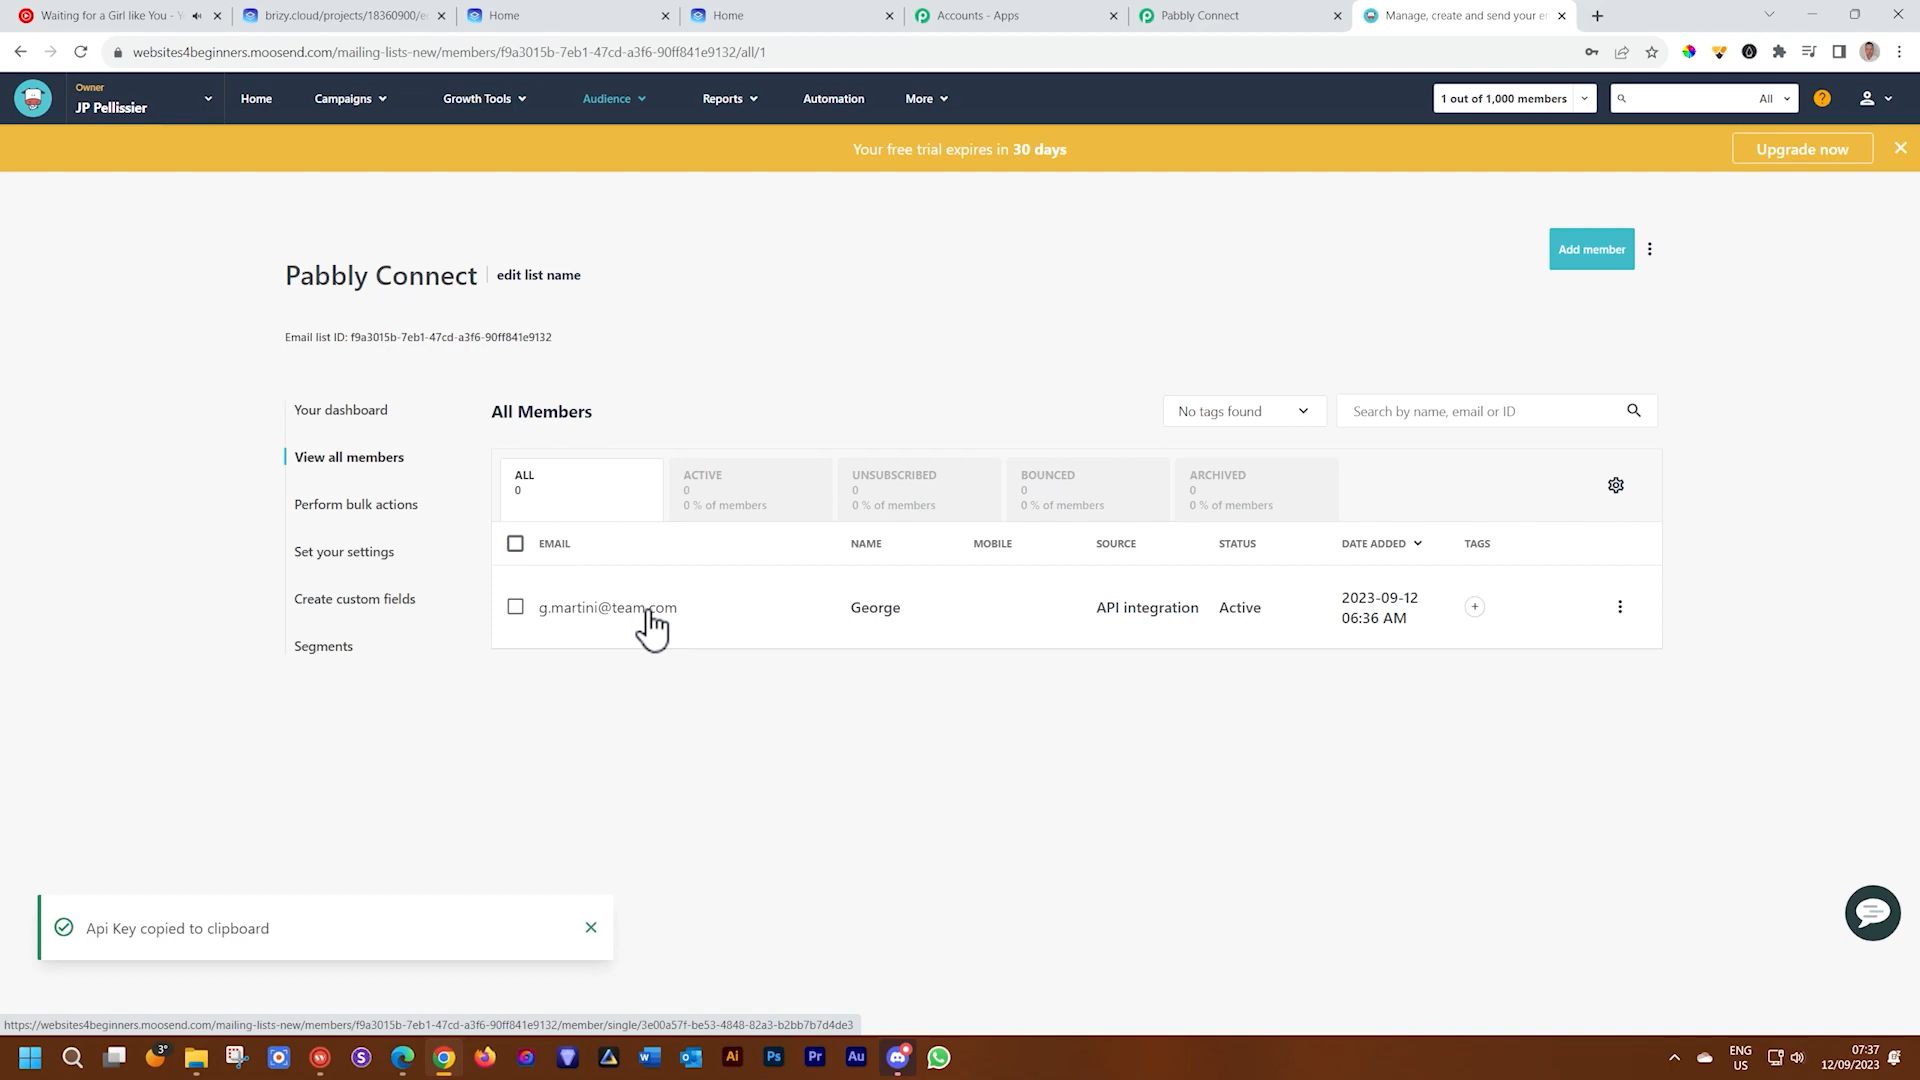 Waiting for a Girl like You - Y
brizy.cloud/projects/18360900/ed
Home
Home
Accounts - Apps
Pabbly Connect
Manage, create and send your em
websites4beginners.moosend.com/mailing-lists-new/members/f9a3015b-7eb1-47cd-a3f6-90ff841e9132/all/1
Owner
JP Pellissier
Home
Campaigns
Growth Tools
Audience
Reports
Automation
More
1 out of 1,000 members
All
?
Your free trial expires in 30 days
Upgrade now
Pabbly Connect
edit list name
Add member
Email list ID: f9a3015b-7eb1-47cd-a3f6-90ff841e9132
Your dashboard
View all members
Perform bulk actions
Set your settings
Create custom fields
Segments
All Members
No tags found
Search by name, email or ID
ALL
0
ACTIVE
0
0 % of members
UNSUBSCRIBED
0
0 % of members
BOUNCED
0
0 % of members
ARCHIVED
0
0 % of members
EMAIL
NAME
MOBILE
SOURCE
STATUS
DATE ADDED
TAGS
g.martini@team.com
George
API integration
Active
2023-09-12
06:36 AM
Api Key copied to clipboard
https://websites4beginners.moosend.com/mailing-lists-new/members/f9a3015b-7eb1-47cd-a3f6-90ff841e9132/member/single/3e00a57f-be53-4848-82a3-b2bb7b7d4de3
3°
S
W
Ai
Ps
Pr
Au
ENG
US
07:37
12/09/2023